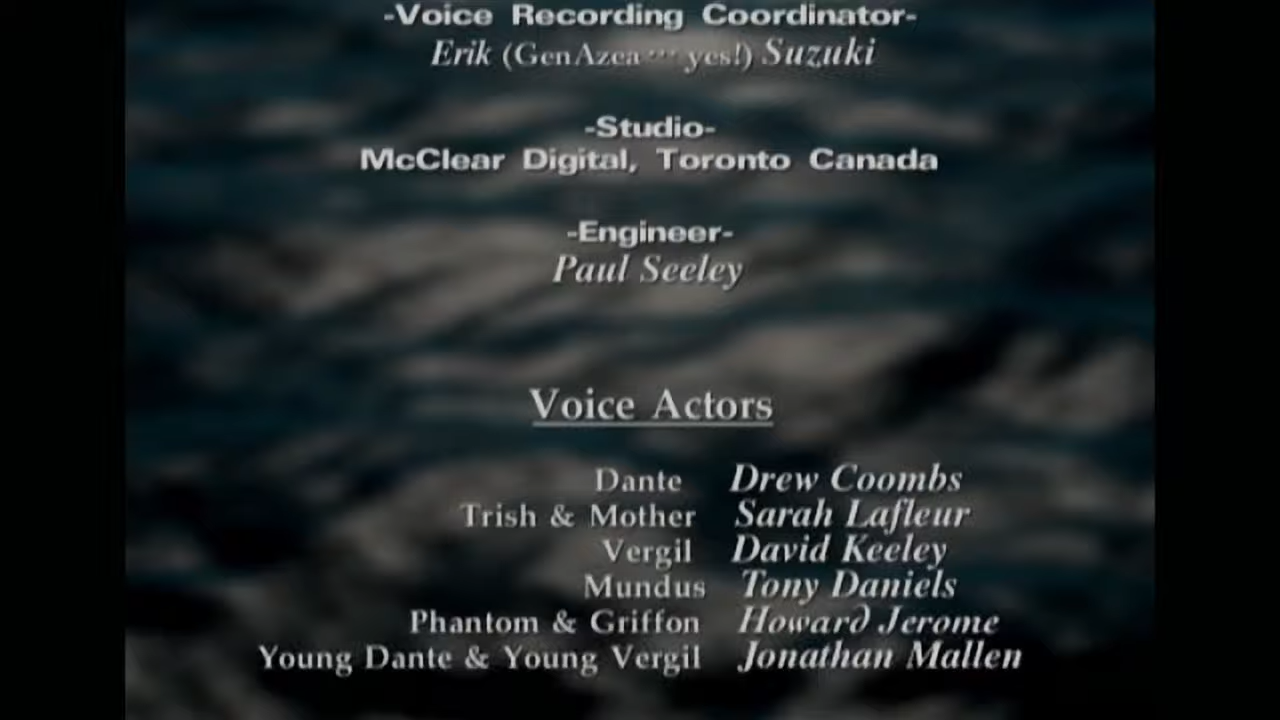 -Voice Recording Coordinator-
Erik (GenAzea ··· yes!) Suzuki
-Studio-
McClear Digital, Toronto Canada
-Engineer-
Paul Seeley
Voice Actors
Dante Drew Coombs
Trish & Mother Sarah Lafleur
Vergil David Keeley
Mundus Tony Daniels
Phantom & Griffon Howard Jerome
Young Dante & Young Vergil Jonathan Mallen